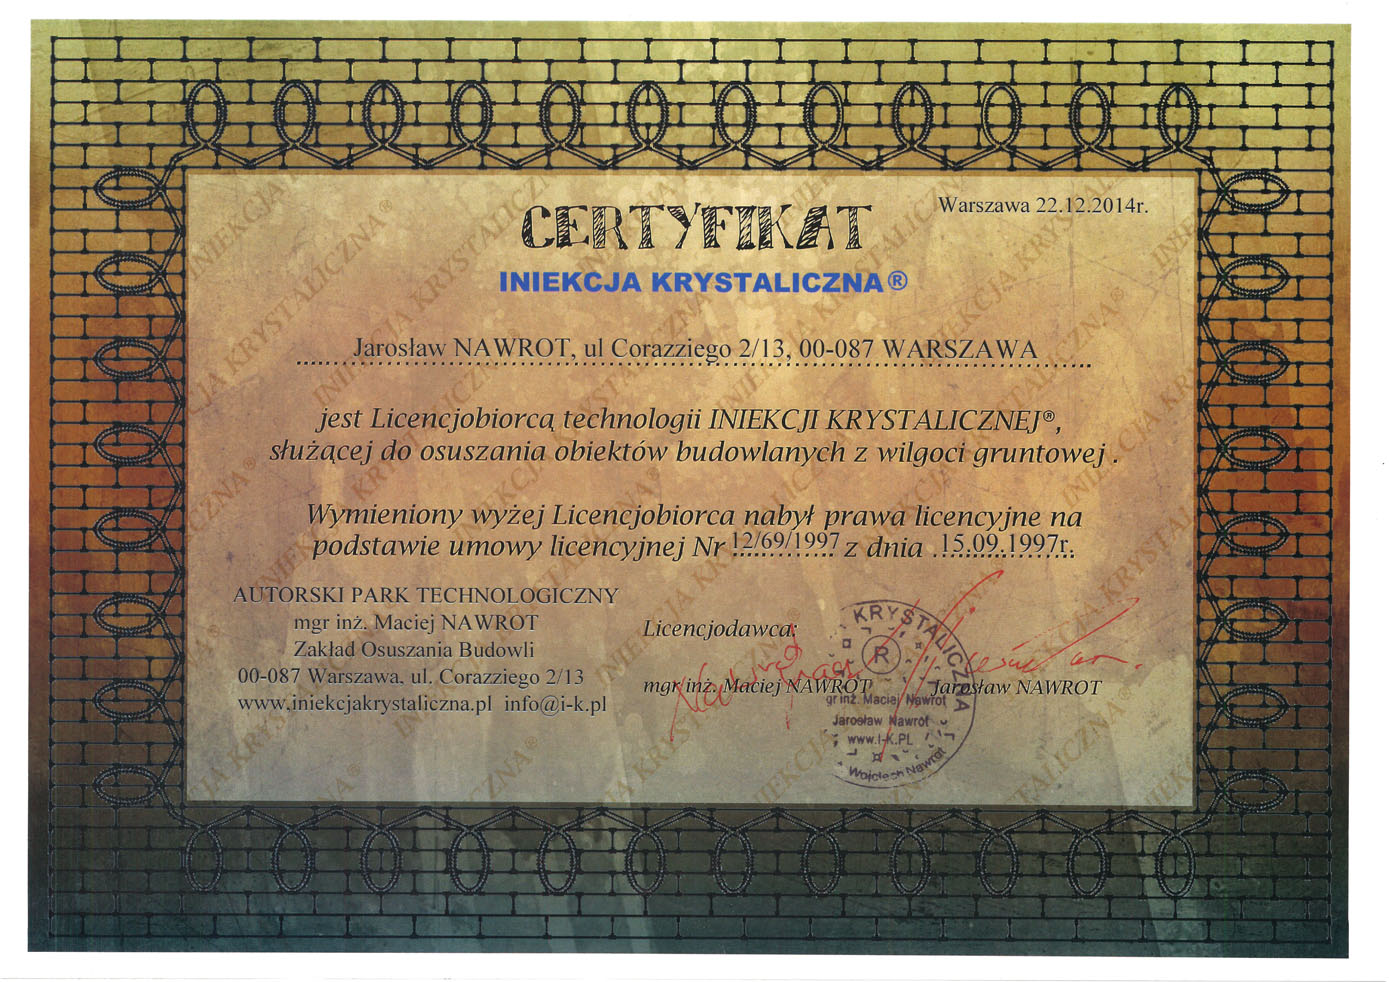 Warszawa 22.12.2014r.
CERTYFIKAT
INIEKCJA KRYSTALICZNA®
Jarosław NAWROT, ul Corazziego 2/13, 00-087 WARSZAWA
jest Licencjobiorcą technologii INIEKCJI KRYSTALICZNEJ®,
służącej do osuszania obiektów budowlanych z wilgoci gruntowej .
Wymieniony wyżej Licencjobiorca nabył prawa licencyjne na
podstawie umowy licencyjnej Nr 12/69/1997 z dnia 15.09.1997r.
AUTORSKI PARK TECHNOLOGICZNY
mgr inż. Maciej NAWROT
Zakład Osuszania Budowli
00-087 Warszawa, ul. Corazziego 2/13
www.iniekcjakrystaliczna.pl info@i-k.pl
Licencjodawca:
mgr inż. Maciej NAWROT
Jarosław NAWROT
KRYSTALICZNA
R
gr inż. Maciej Nawrot
Jarosław Nawrot
www.I-K.PL
Wojciech Nawrot